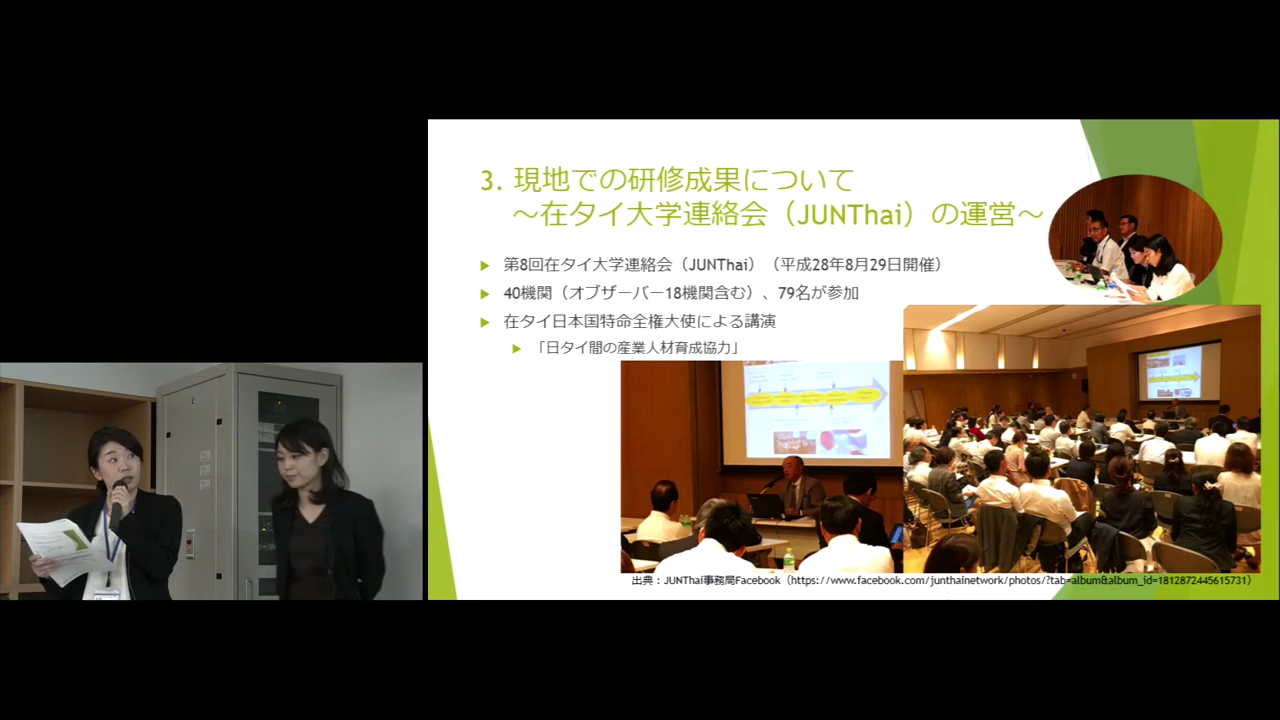 3. 現地での研修成果について
～在タイ大学連絡会（JUNThai）の運営～
第8回在タイ大学連絡会（JUNThai）（平成28年8月29日開催）
40機関（オブザーバー18機関含む）、79名が参加
在タイ日本国特命全権大使による講演
「日タイ間の産業人材育成協力」
出典：JUNThai事務局Facebook（https://www.facebook.com/junthainetwork/photos/?tab=album&album_id=1812872445615731）